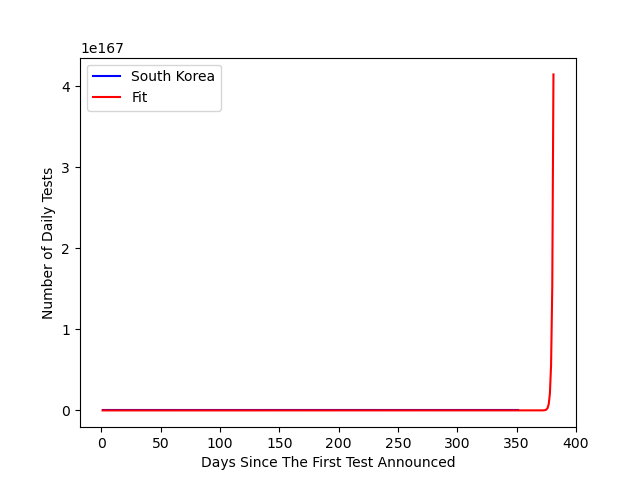 1e167
South Korea
Fit
4
3
2
1
0
Number of Daily Tests
0 50 100 150 200 250 300 350 400
Days Since The First Test Announced